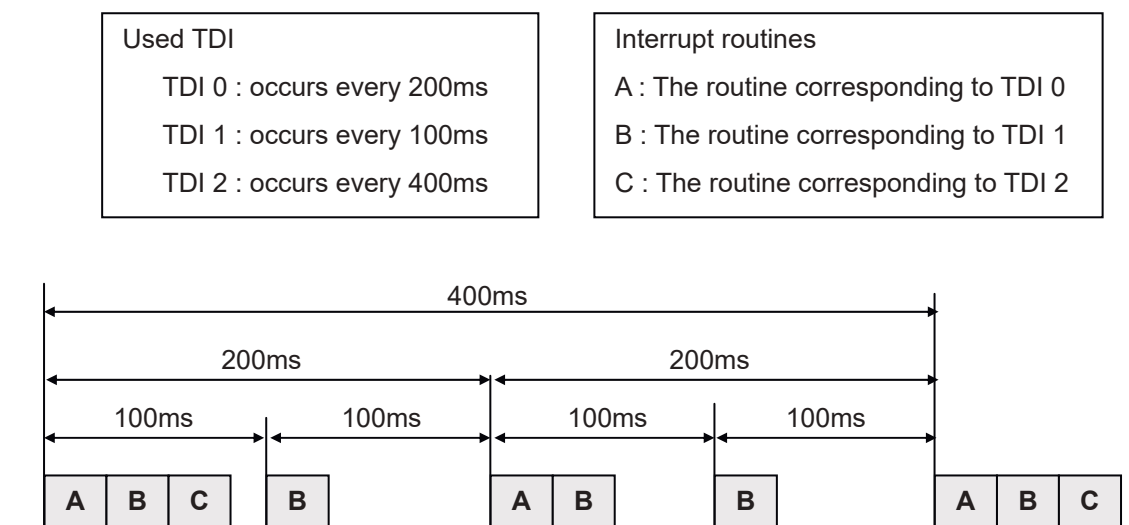 Used TDI
TDI 0 : occurs every 200ms
TDI 1 : occurs every 100ms
TDI 2 : occurs every 400ms
Interrupt routines
A : The routine corresponding to TDI 0
B : The routine corresponding to TDI 1
C : The routine corresponding to TDI 2
400ms
200ms 200ms
100ms 100ms 100ms 100ms
A B C B A B B A B C